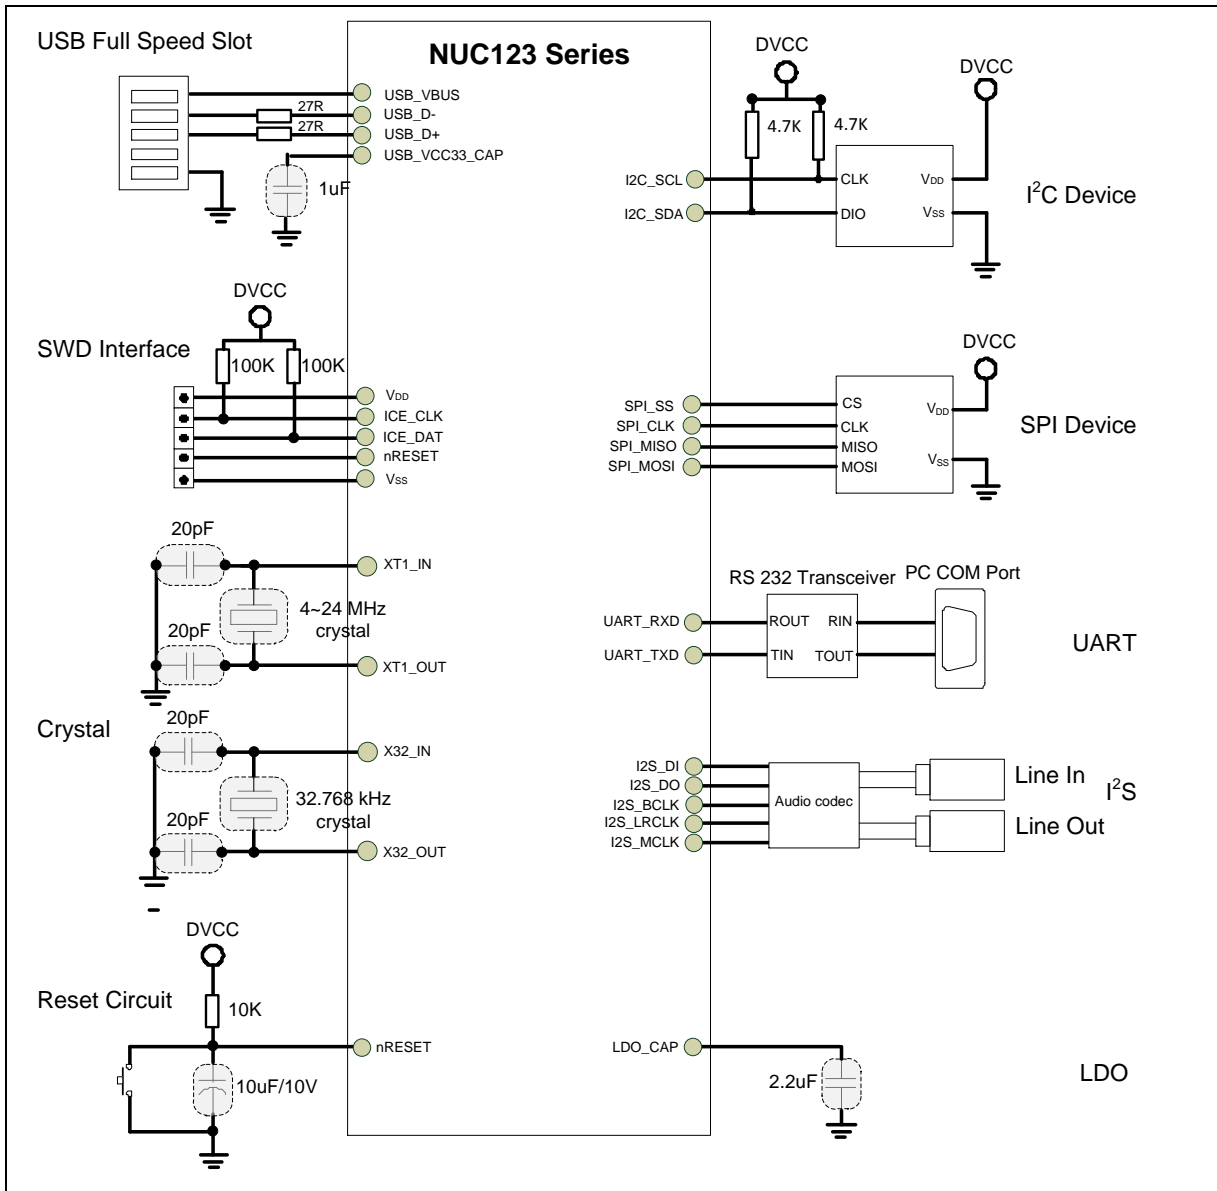 USB Full Speed Slot
NUC123 Series
27R
27R
USB_VBUS
USB_D-
USB_D+
USB_VCC33_CAP
1uF
DVCC
DVCC
4.7K
4.7K
I2C_SCL
I2C_SDA
CLK
DIO
VDD
VSS
I2C Device
DVCC
SWD Interface
100K
100K
VDD
ICE_CLK
ICE_DAT
nRESET
VSS
DVCC
SPI_SS
SPI_CLK
SPI_MISO
SPI_MOSI
CS
CLK
MISO
MOSI
VDD
VSS
SPI Device
20pF
XT1_IN
4~24 MHz
crystal
20pF
XT1_OUT
RS 232 Transceiver
PC COM Port
UART_RXD
UART_TXD
ROUT
RIN
TIN
TOUT
UART
Crystal
20pF
X32_IN
32.768 kHz
crystal
20pF
X32_OUT
I2S_DI
I2S_DO
I2S_BCLK
I2S_LRCLK
I2S_MCLK
Audio codec
Line In
Line Out
I2S
DVCC
Reset Circuit
10K
nRESET
10uF/10V
LDO_CAP
2.2uF
LDO